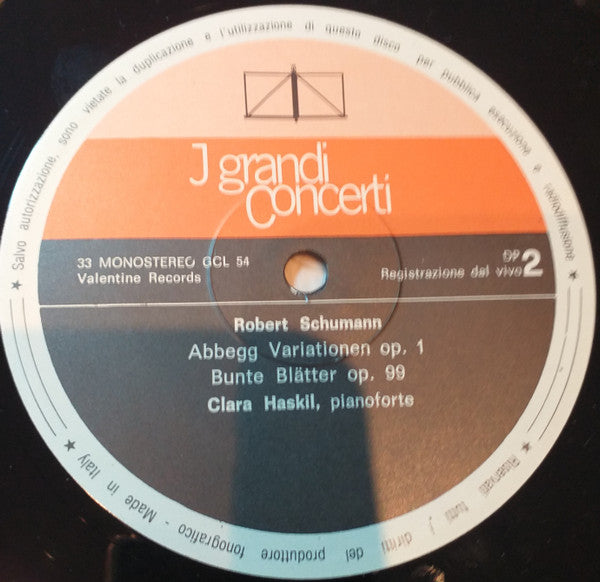 ★ Salvo autorizzazione, sono vietate la duplicazione e l'utilizzazione di questo disco per pubblica esecuzione e radiodiffusione ★
J grandi
concerti
33 MONOSTEREO GCL 54
Valentine Records
DP 2
Registrazione dal vivo
Robert Schumann
Abbegg Variationen op. 1
Bunte Blätter op. 99
Clara Haskil, pianoforte
★ Riservati tutti J diritti del produttore fonografico - Made in Italy ★